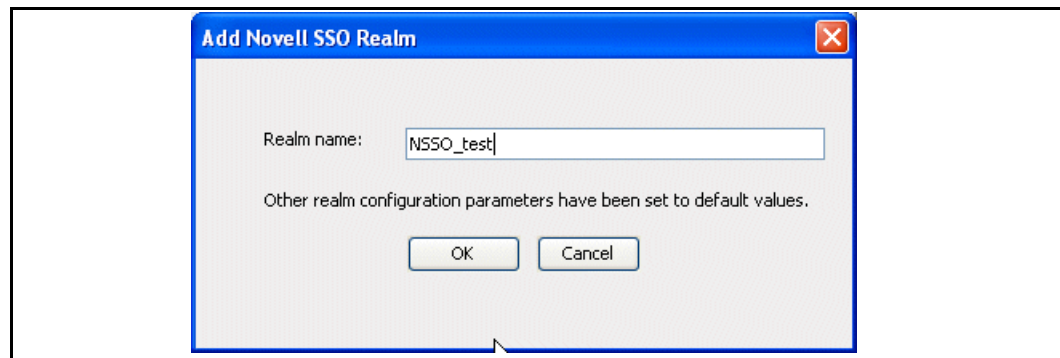 Add Novell SSO Realm
Realm name:
NSSO_test
Other realm configuration parameters have been set to default values.
OK
Cancel